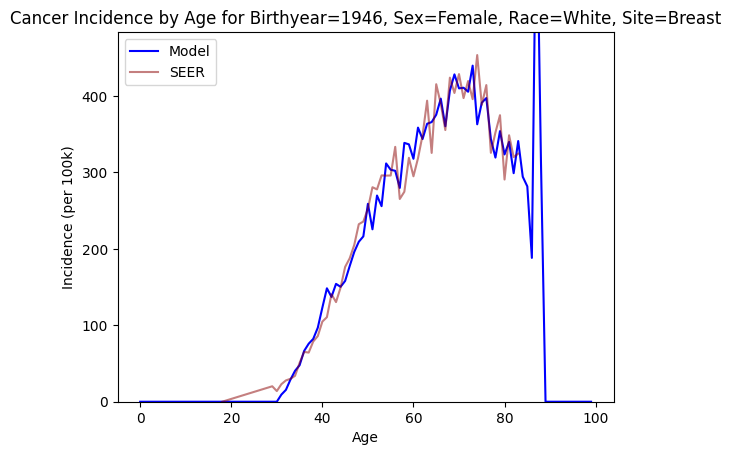 Cancer Incidence by Age for Birthyear=1946, Sex=Female, Race=White, Site=Breast
Model
SEER
400
300
200
100
0
Incidence (per 100k)
0 20 40 60 80 100
Age